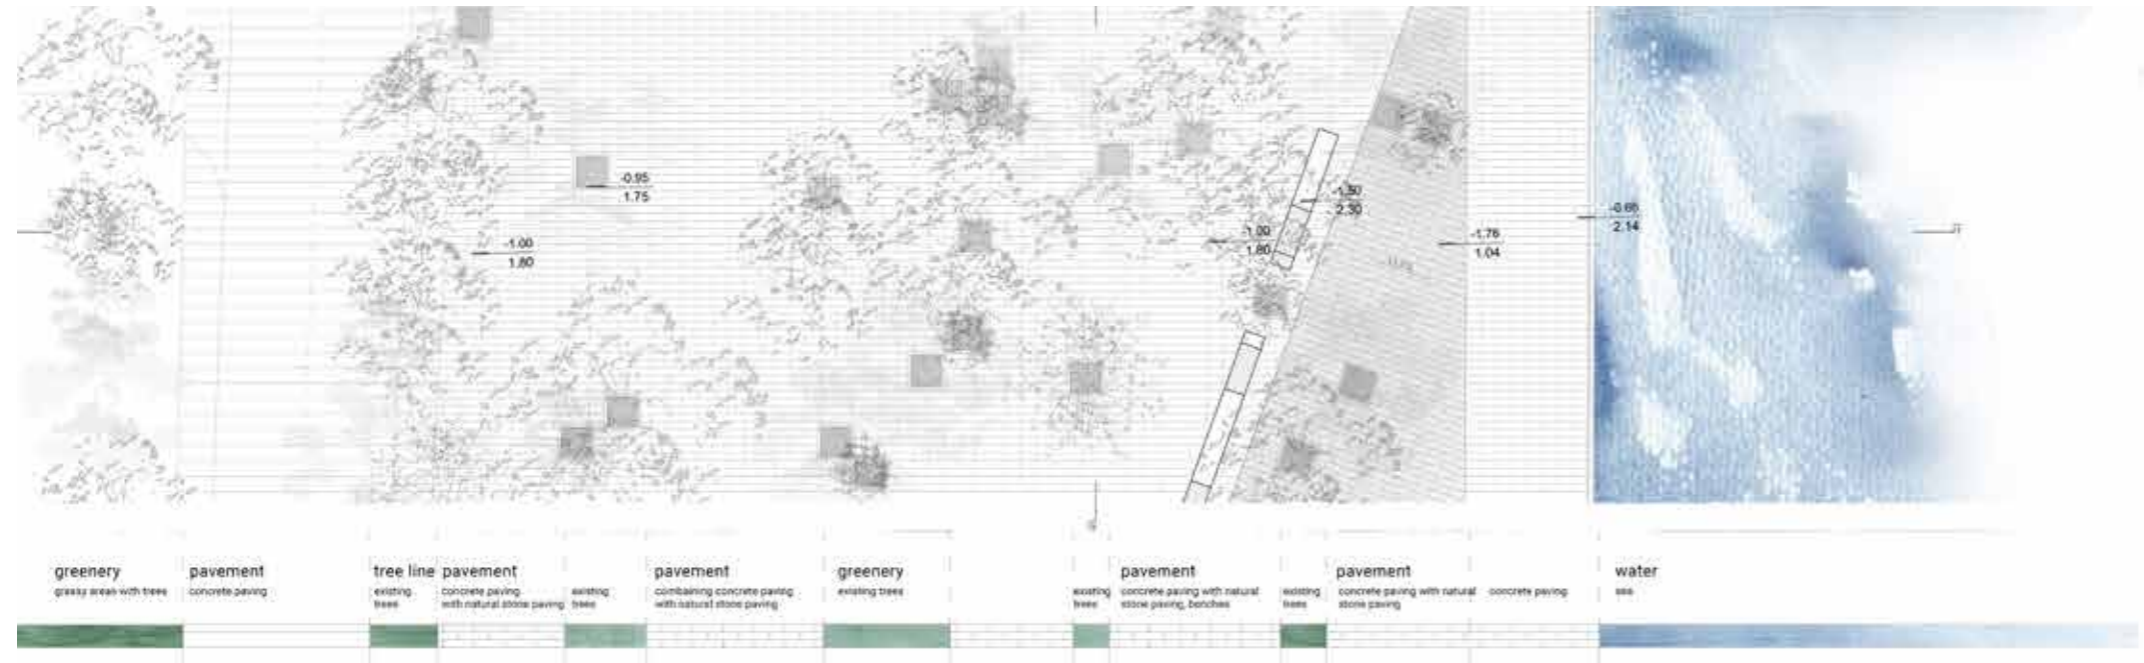 -0.95
1.75
-1.00
1.80
-1.50
2.30
-1.00
1.80
-1.76
1.04
-0.66
2.14
greenery
grassy areas with trees
pavement
concrete paving
tree line
existing
trees
pavement
concrete paving
with natural stone paving
existing
trees
pavement
combaining concrete paving
with natural stone paving
greenery
existing trees
existing
trees
pavement
concrete paving with natural
stone paving, benches
existing
trees
pavement
concrete paving with natural
stone paving
concrete paving
water
sea